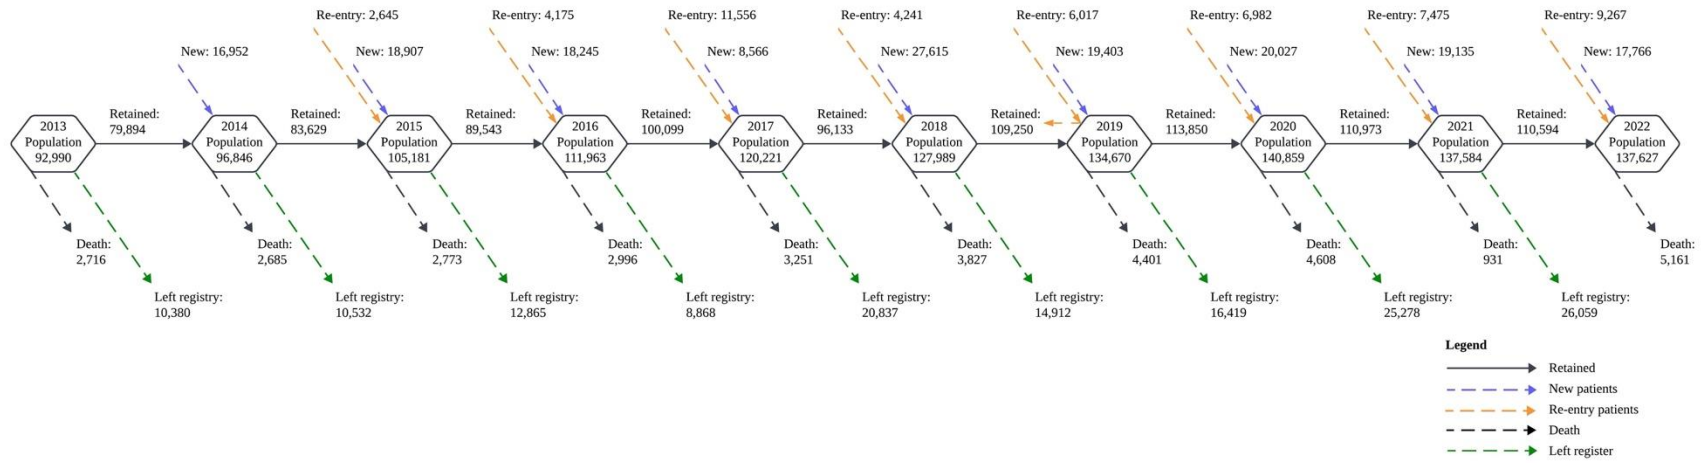 Re-entry: 2,645
Re-entry: 4,175
Re-entry: 11,556
Re-entry: 4,241
Re-entry: 6,017
Re-entry: 6,982
Re-entry: 7,475
Re-entry: 9,267
New: 16,952
New: 18,907
New: 18,245
New: 8,566
New: 27,615
New: 19,403
New: 20,027
New: 19,135
New: 17,766
2013
Population
92,990
Retained:
79,894
2014
Population
96,846
Retained:
83,629
2015
Population
105,181
Retained:
89,543
2016
Population
111,963
Retained:
100,099
2017
Population
120,221
Retained:
96,133
2018
Population
127,989
Retained:
109,250
2019
Population
134,670
Retained:
113,850
2020
Population
140,859
Retained:
110,973
2021
Population
137,584
Retained:
110,594
2022
Population
137,627
Death:
2,716
Death:
2,685
Death:
2,773
Death:
2,996
Death:
3,251
Death:
3,827
Death:
4,401
Death:
4,608
Death:
931
Death:
5,161
Left registry:
10,380
Left registry:
10,532
Left registry:
12,865
Left registry:
8,868
Left registry:
20,837
Left registry:
14,912
Left registry:
16,419
Left registry:
25,278
Left registry:
26,059
Legend
Retained
New patients
Re-entry patients
Death
Left register